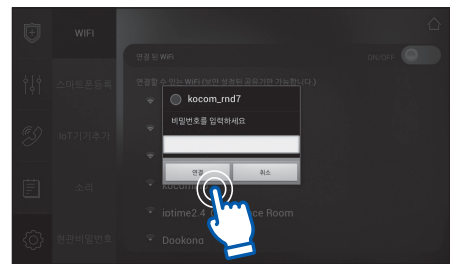 WIFI
연결 된 WiFi
ON/OFF
스마트폰등록
연결할 수 있는 WiFi (보안 설정된 공유기만 가능합니다.)
kocom_rnd7
비밀번호를 입력하세요
IoT기기추가
연결
취소
소리
iptime2.4
ce Room
현관비밀번호
Dookong